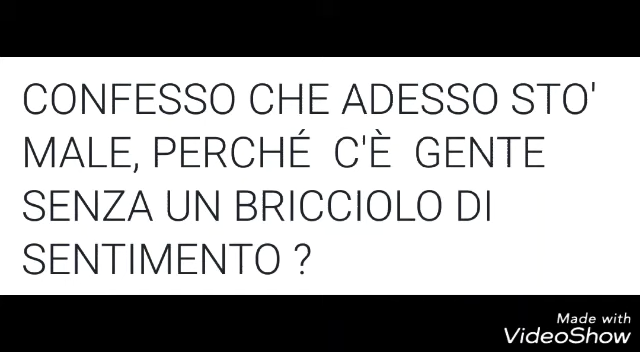 CONFESSO CHE ADESSO STO'
MALE, PERCHÉ C'È GENTE
SENZA UN BRICCIOLO DI
SENTIMENTO ?
Made with
VideoShow